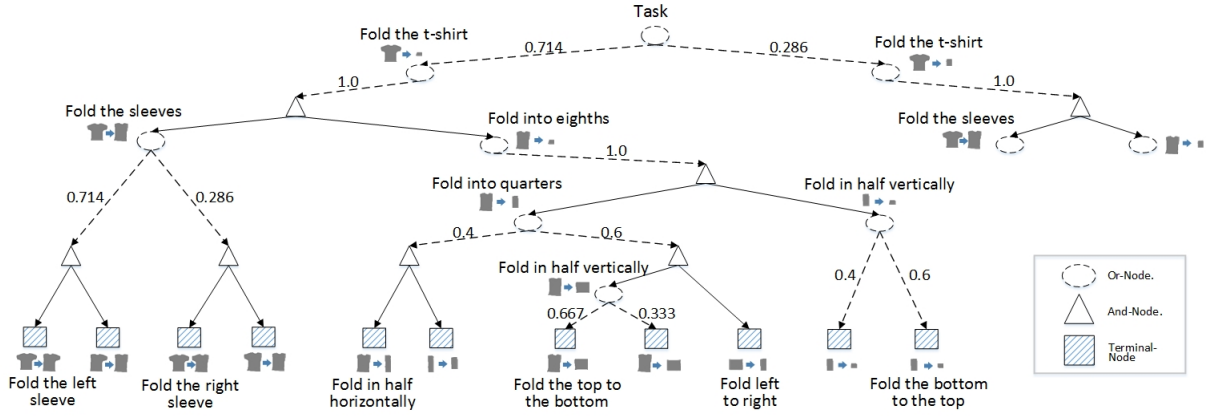 Task
Fold the t-shirt
0.714
0.286
Fold the t-shirt
1.0
1.0
Fold the sleeves
Fold into eighths
Fold the sleeves
1.0
0.714
0.286
Fold into quarters
Fold in half vertically
0.4
0.6
Fold in half vertically
0.4
0.6
0.667
0.333
Or-Node.
And-Node.
Terminal-
Node
Fold the left
sleeve
Fold the right
sleeve
Fold in half
horizontally
Fold the top to
the bottom
Fold left
to right
Fold the bottom
to the top